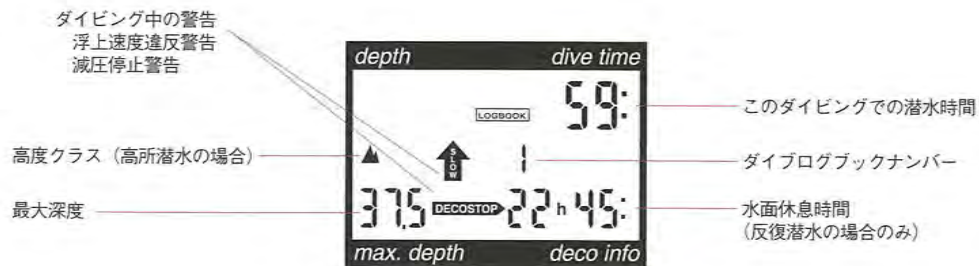 ダイビング中の警告
浮上速度違反警告
減圧停止警告
depth dive time
59:
LOGBOOK
このダイビングでの潜水時間
高度クラス（高所潜水の場合）
SLOW
1
ダイブログブックナンバー
最大深度
37.5 DECOSTOP 22 h 45:
水面休息時間
（反復潜水の場合のみ）
max. depth deco info